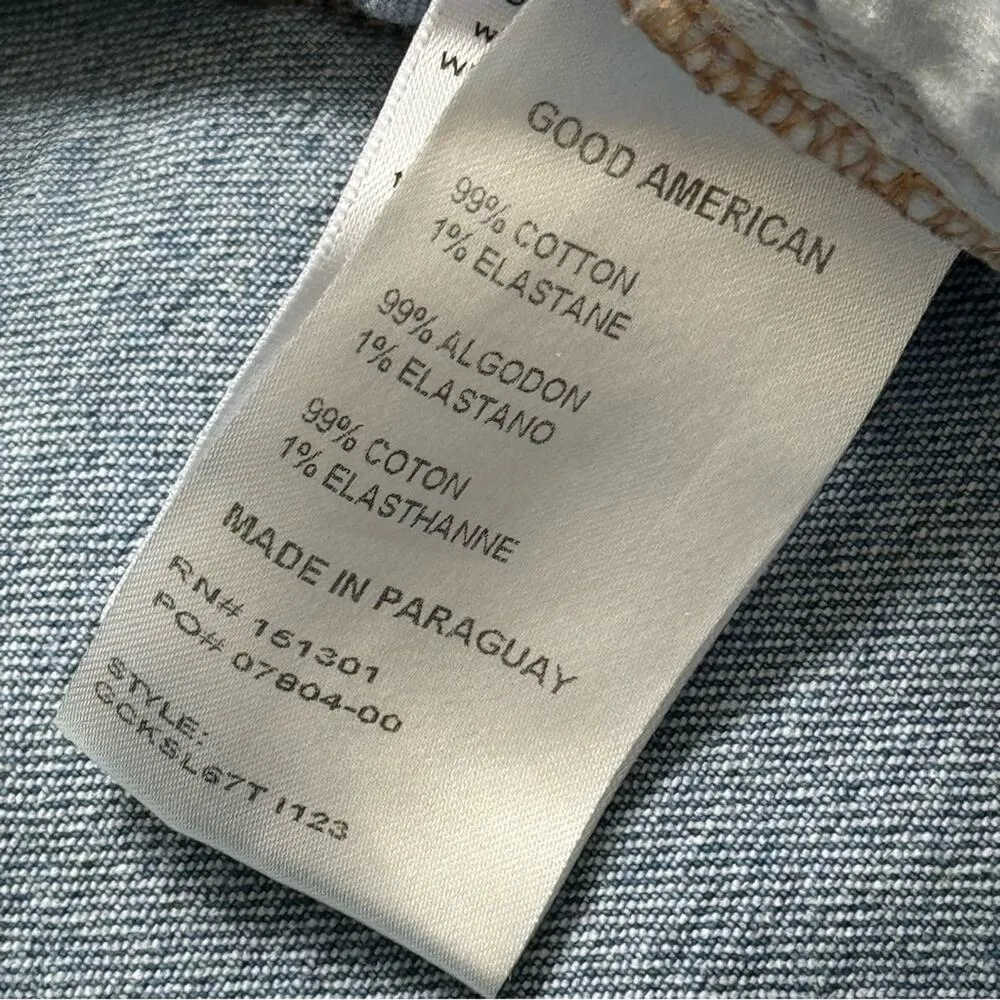 GOOD AMERICAN
99% COTTON
1% ELASTANE
99% ALGODON
1% ELASTANO
99% COTON
1% ELASTHANNE
MADE IN PARAGUAY
RN# 151301
PO# 07804-00
STYLE:
CCKSL67T I123